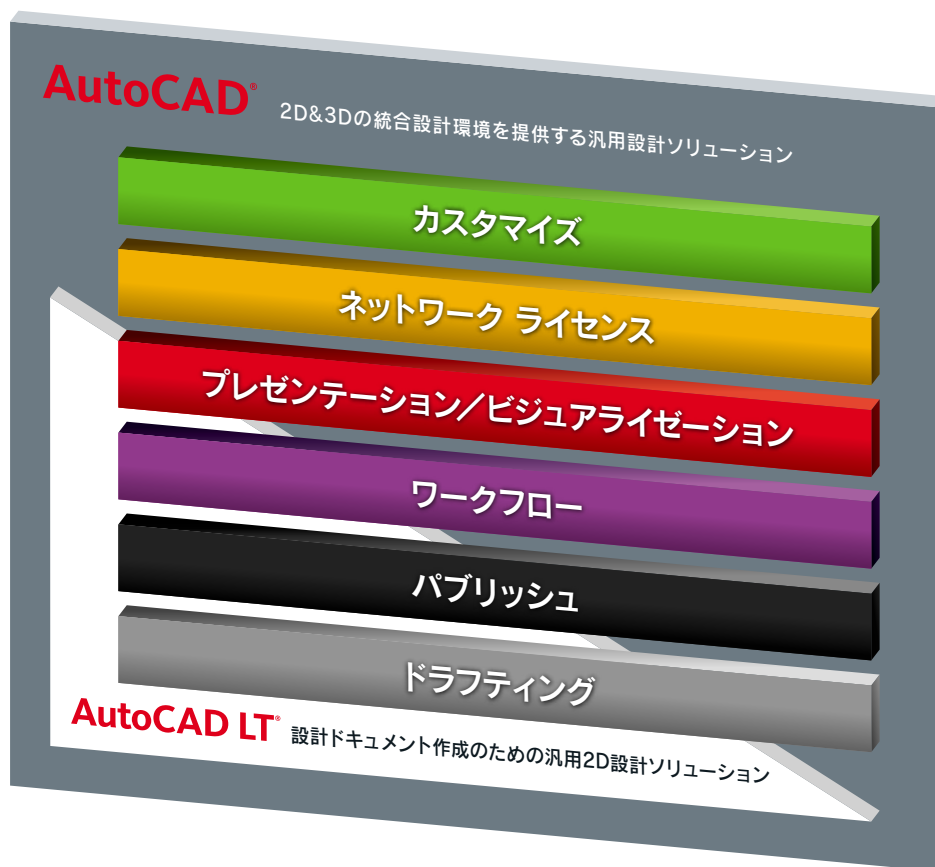 AutoCAD®
2D&3Dの統合設計環境を提供する汎用設計ソリューション
カスタマイズ
ネットワーク ライセンス
プレゼンテーション／ビジュアライゼーション
ワークフロー
パブリッシュ
ドラフティング
AutoCAD LT®
設計ドキュメント作成のための汎用2D設計ソリューション